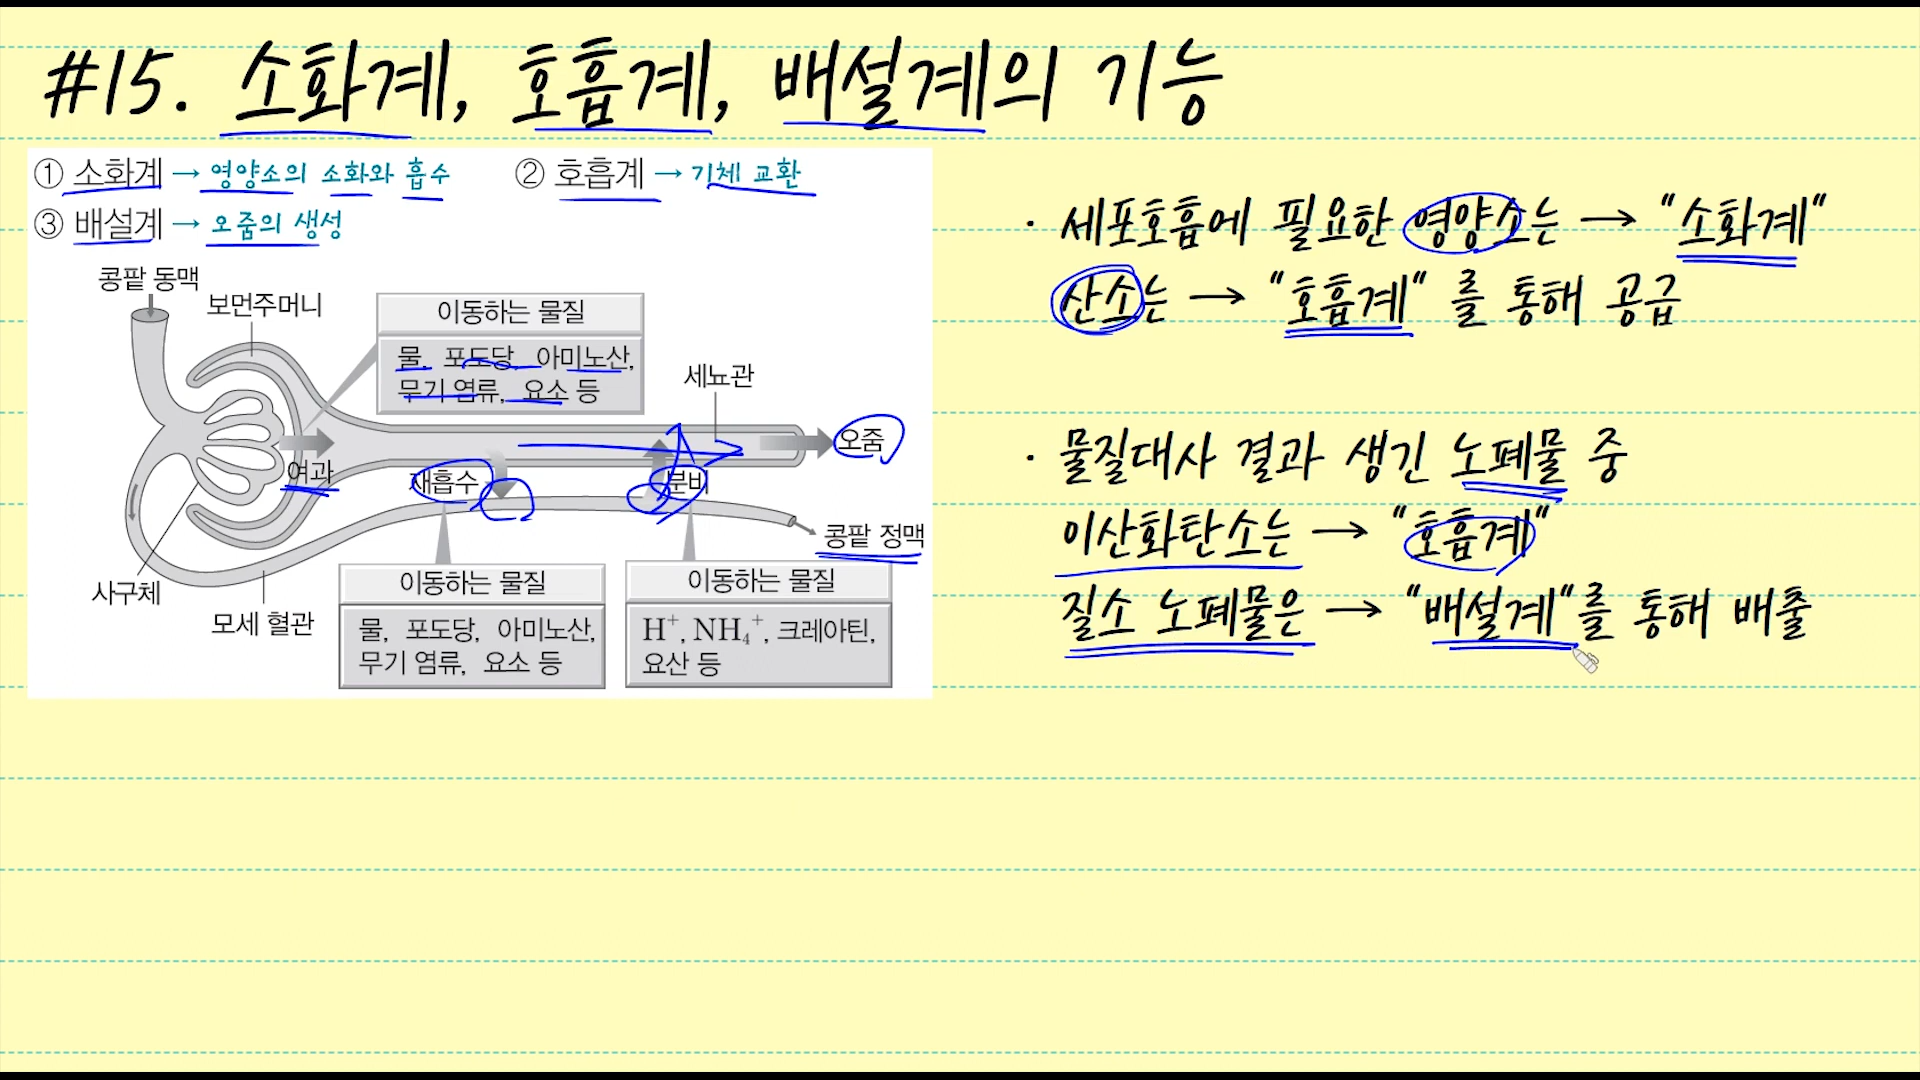 #15. 소화계, 호흡계, 배설계의 기능
① 소화계 → 영양소의 소화와 흡수
② 호흡계 → 기체 교환
③ 배설계 → 오줌의 생성
콩팥 동맥
보먼주머니
이동하는 물질
물, 포도당, 아미노산,
무기 염류, 요소 등
세뇨관
오줌
여과
재흡수
분비
콩팥 정맥
사구체
모세 혈관
이동하는 물질
물, 포도당, 아미노산,
무기 염류, 요소 등
이동하는 물질
H⁺, NH₄⁺, 크레아틴,
요산 등
· 세포호흡에 필요한 영양소는 → "소화계"
산소는 → "호흡계" 를 통해 공급
· 물질대사 결과 생긴 노폐물 중
이산화탄소는 → "호흡계"
질소 노폐물은 → "배설계"를 통해 배출